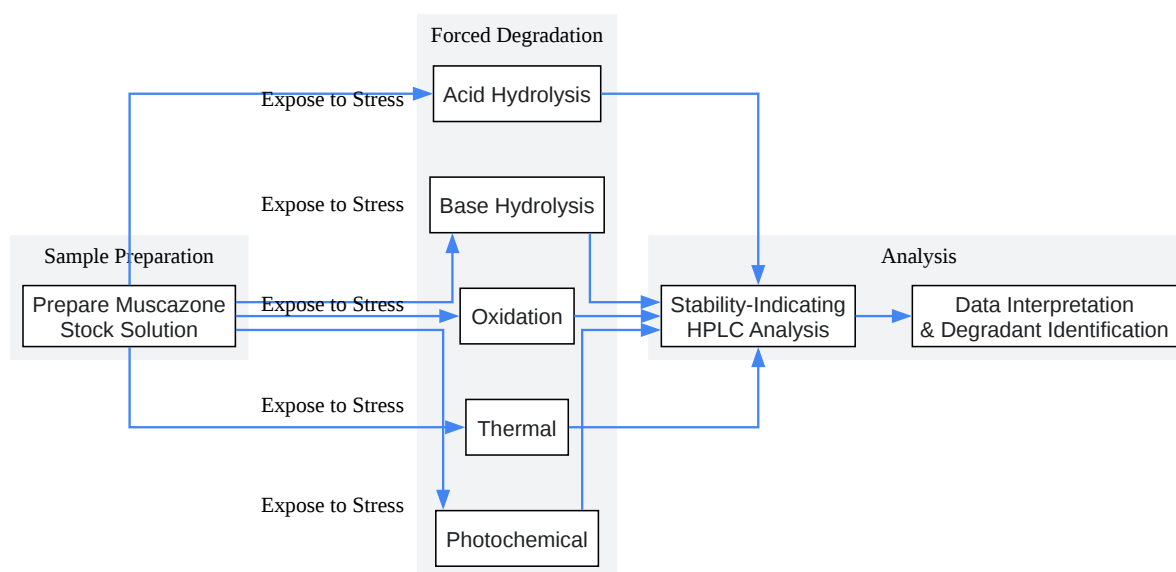 Forced Degradation
Expose to Stress
Acid Hydrolysis
Expose to Stress
Base Hydrolysis
Sample Preparation
Analysis
Prepare Muscazone
Stock Solution
Expose to Stress
Oxidation
Stability-Indicating
HPLC Analysis
Data Interpretation
& Degradant Identification
Expose to Stress
Thermal
Expose to Stress
Photochemical